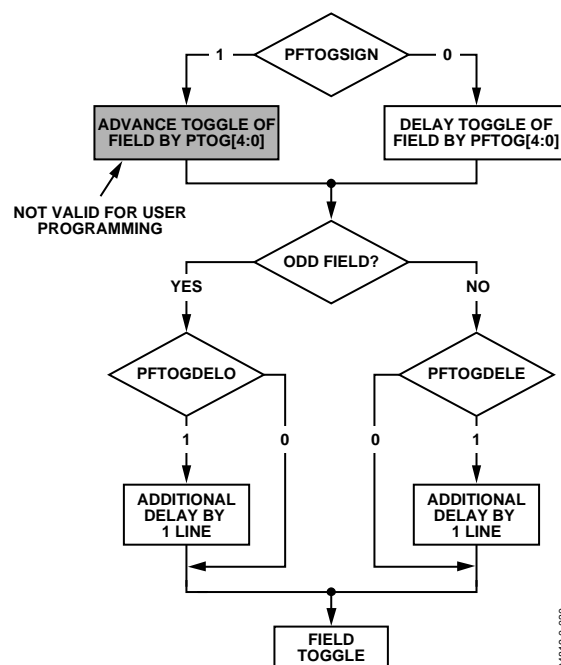 PFTOGSIGN
1
0
ADVANCE TOGGLE OF
FIELD BY PTOG[4:0]
DELAY TOGGLE OF
FIELD BY PFTOG[4:0]
NOT VALID FOR USER
PROGRAMMING
ODD FIELD?
YES
NO
PFTOGDELO
PFTOGDELE
1
0
0
1
ADDITIONAL
DELAY BY
1 LINE
ADDITIONAL
DELAY BY
1 LINE
FIELD
TOGGLE